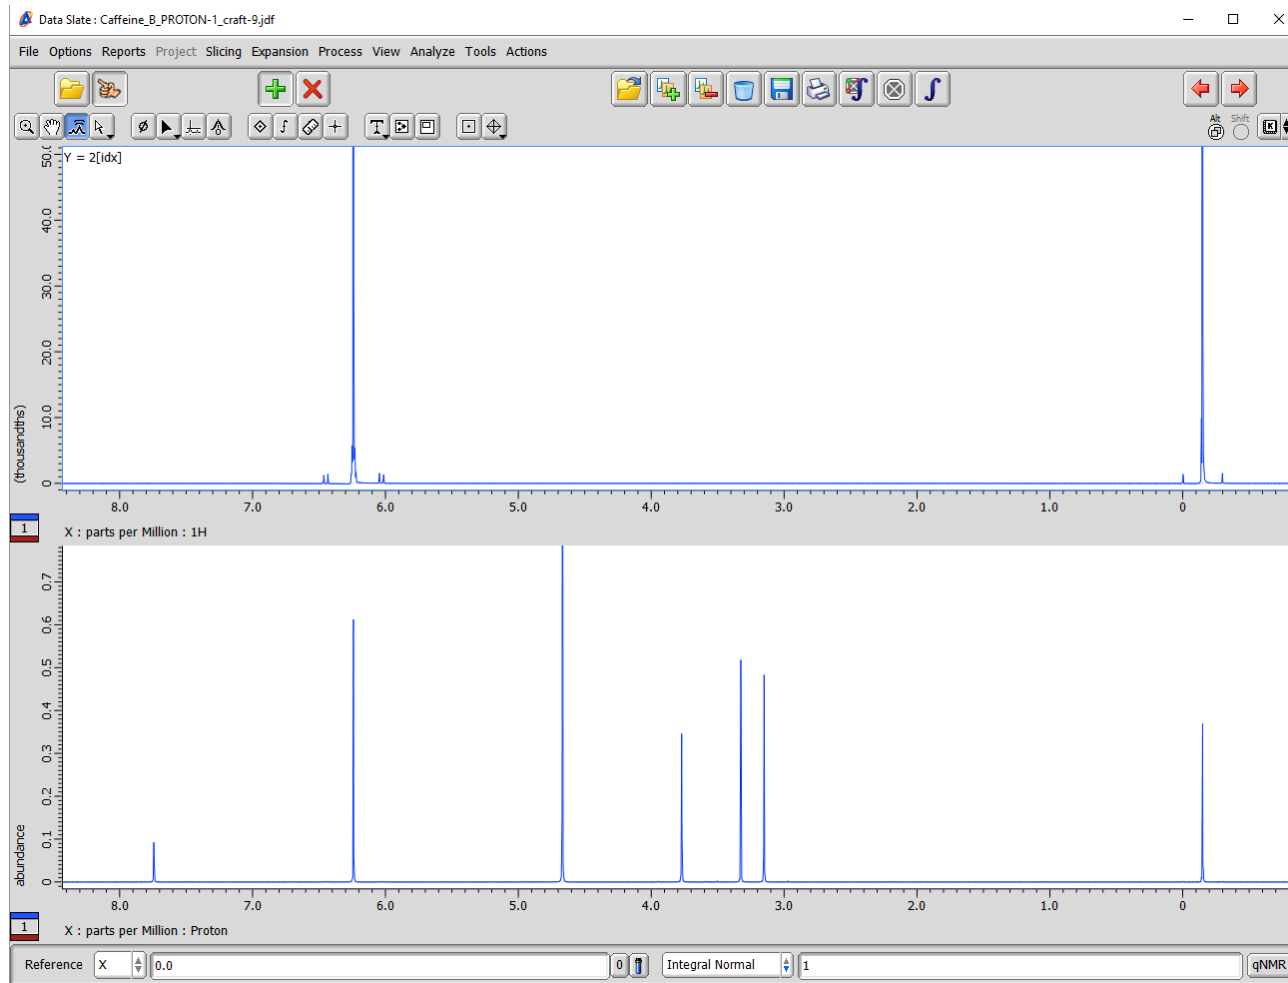 Data Slate : Caffeine_B_PROTON-1_craft-9.jdf
File Options Reports Project Slicing Expansion Process View Analyze Tools Actions
Alt Shift
Y = 2[idx]
50.0
40.0
30.0
20.0
10.0
0
(thousandths)
8.0 7.0 6.0 5.0 4.0 3.0 2.0 1.0 0
1
X : parts per Million : 1H
0.7
0.6
0.5
0.4
0.3
0.2
0.1
0
abundance
8.0 7.0 6.0 5.0 4.0 3.0 2.0 1.0 0
1
X : parts per Million : Proton
Reference X 0.0 0 Integral Normal 1 qNMR